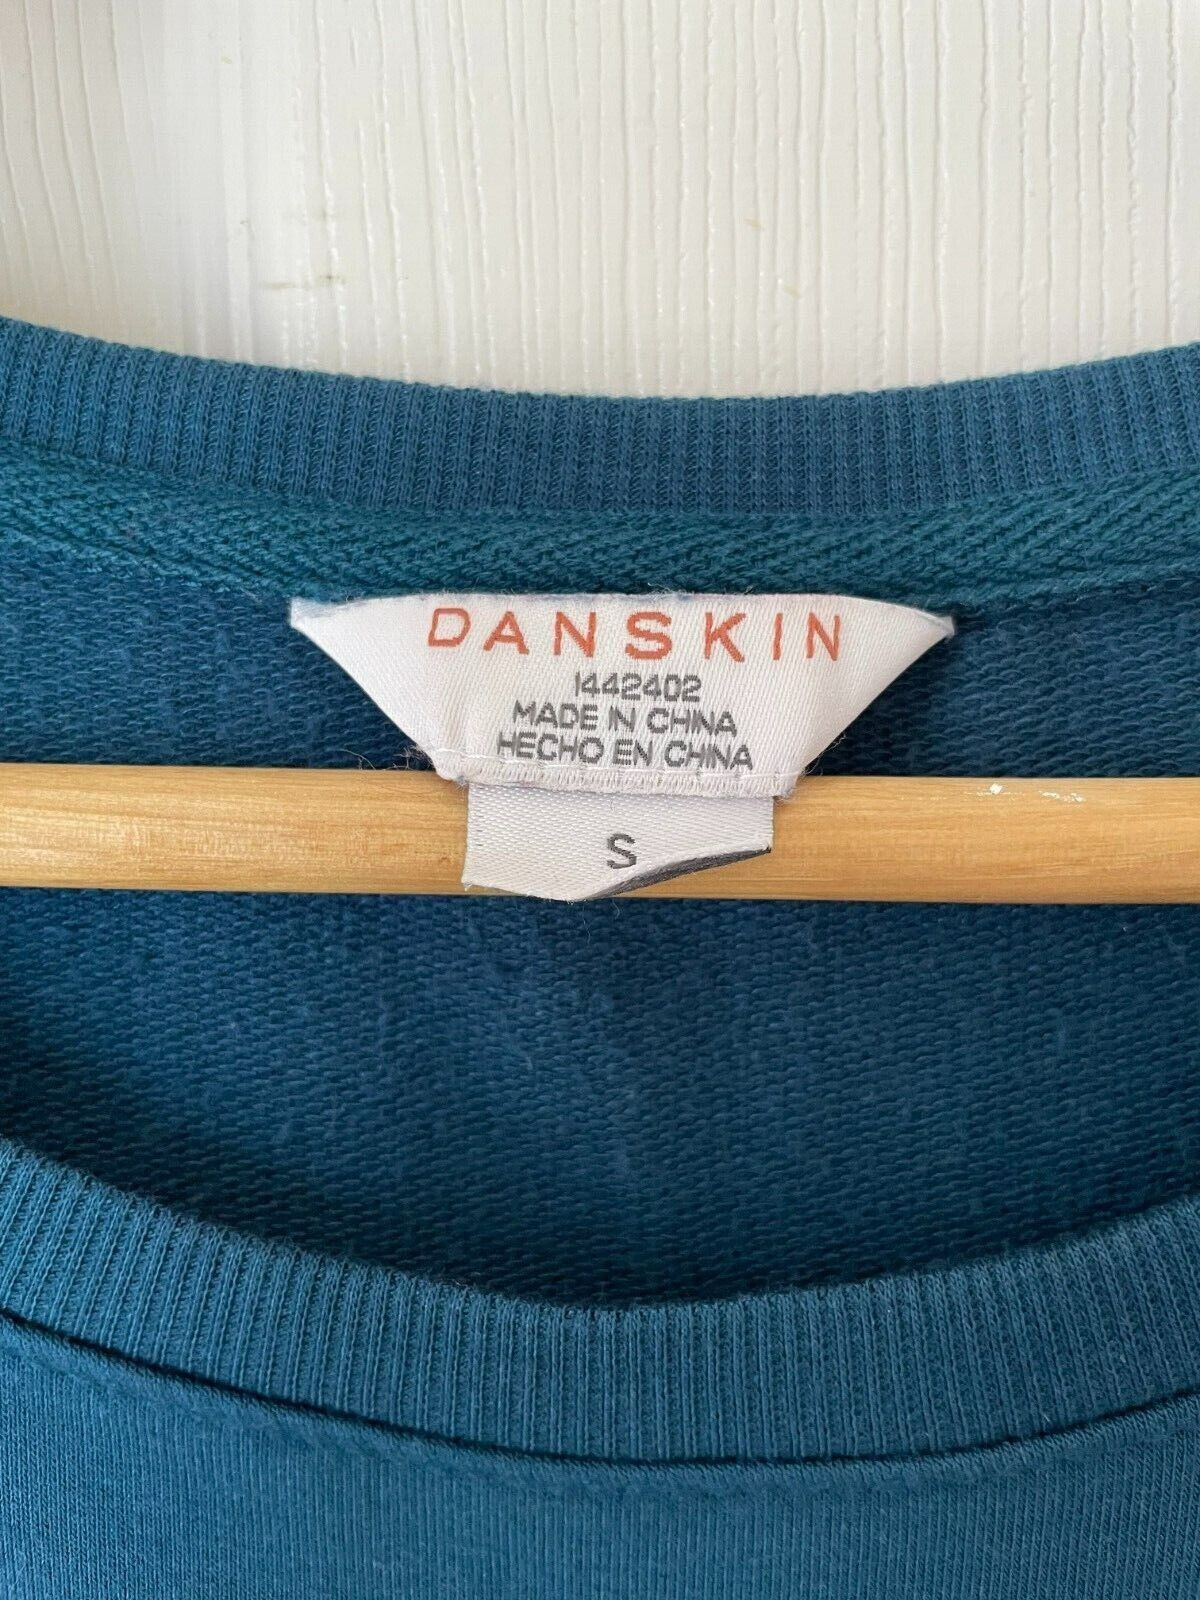 DANSKIN
1442402
MADE IN CHINA
HECHO EN CHINA
S